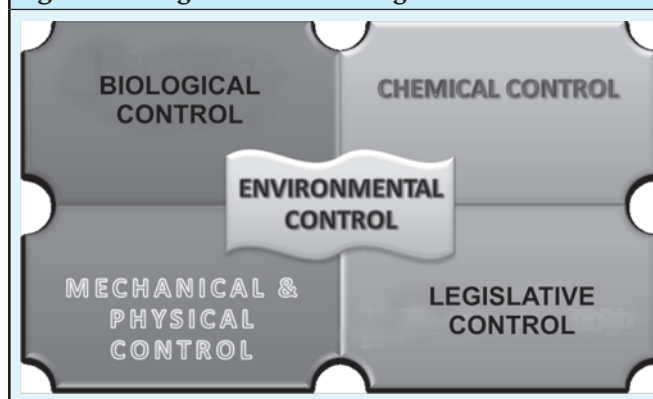 BIOLOGICAL
CONTROL
CHEMICAL CONTROL
ENVIRONMENTAL
CONTROL
MECHANICAL &
PHYSICAL
CONTROL
LEGISLATIVE
CONTROL